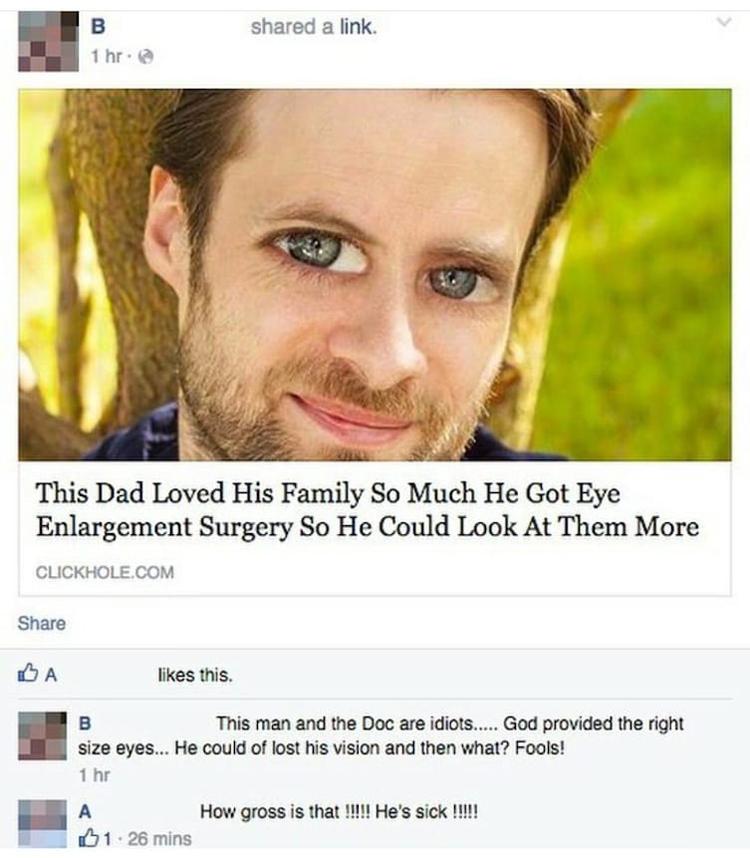 B shared a link.
1 hr ·
This Dad Loved His Family So Much He Got Eye
Enlargement Surgery So He Could Look At Them More
CLICKHOLE.COM
Share
A likes this.
B This man and the Doc are idiots..... God provided the right
size eyes... He could of lost his vision and then what? Fools!
1 hr
A How gross is that !!!!! He's sick !!!!!
1 · 26 mins